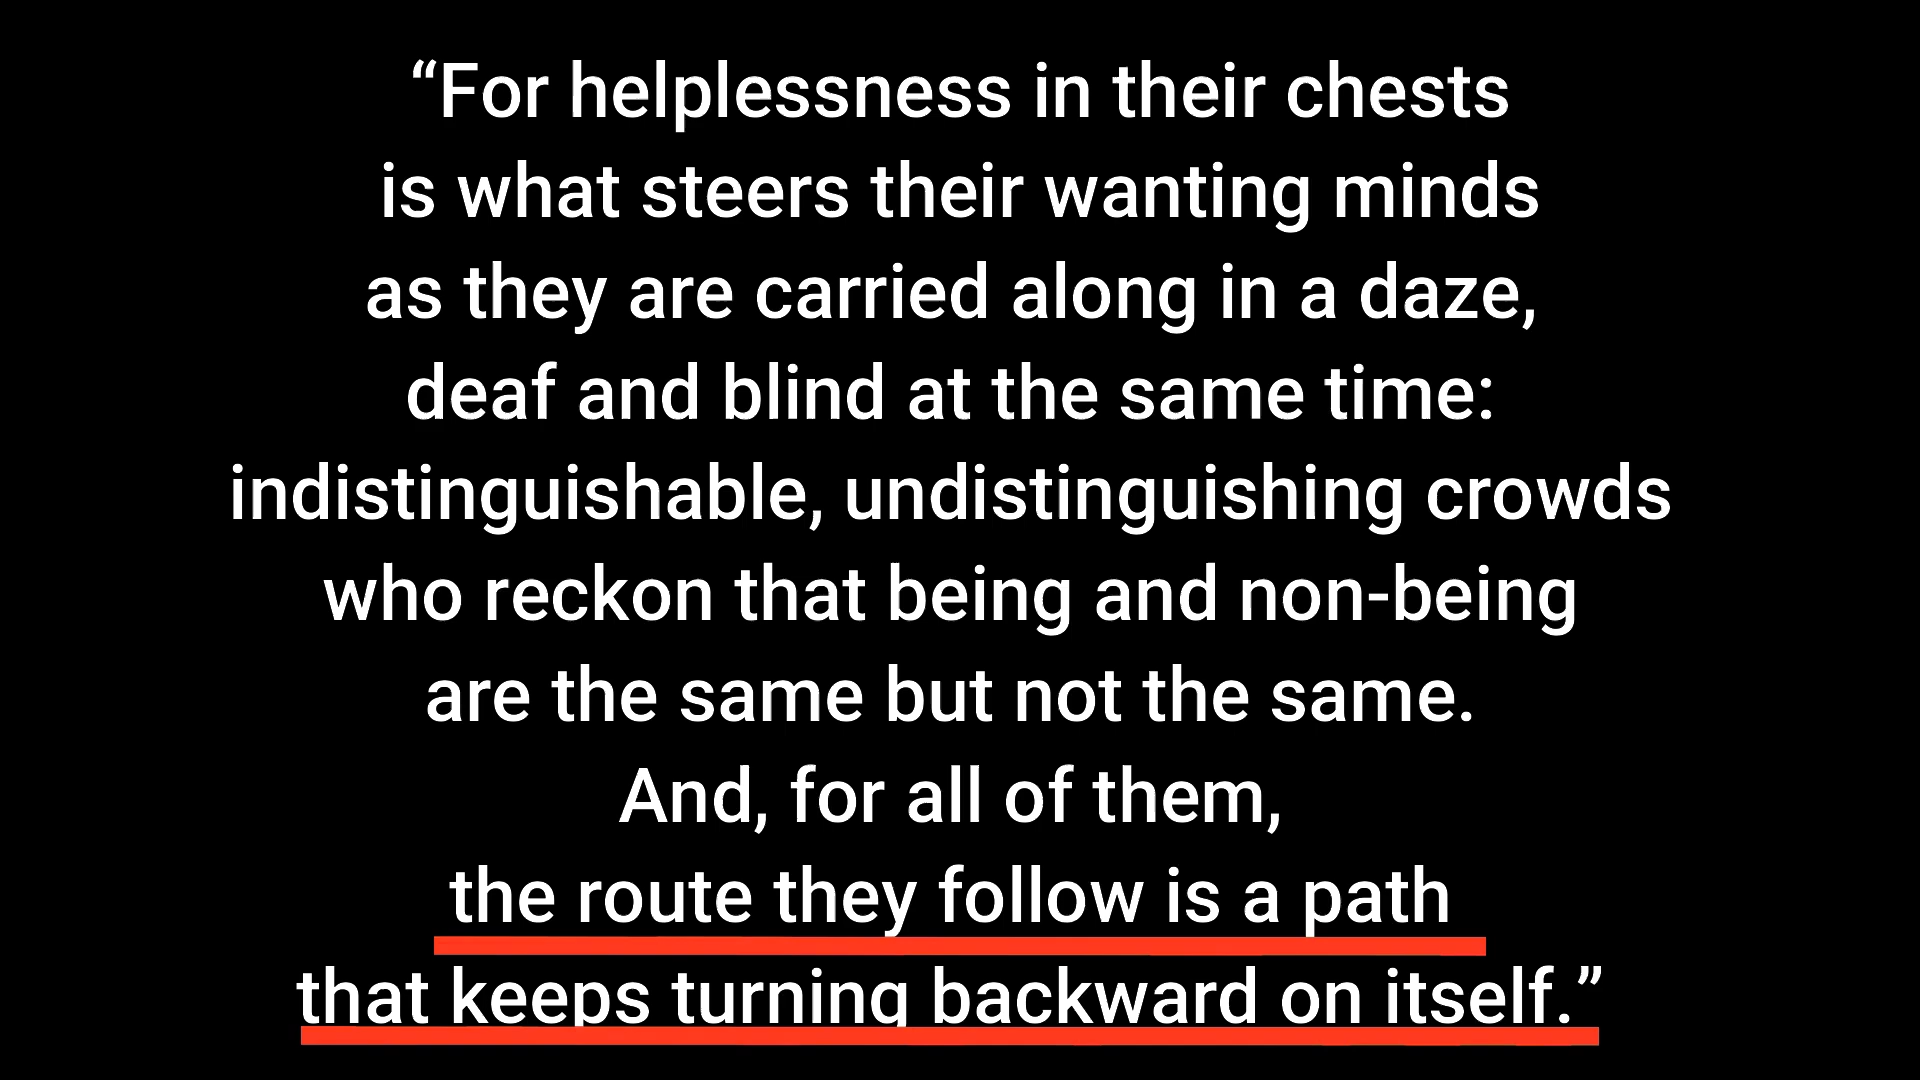 “For helplessness in their chests
is what steers their wanting minds
as they are carried along in a daze,
deaf and blind at the same time:
indistinguishable, undistinguishing crowds
who reckon that being and non-being
are the same but not the same.
And, for all of them,
the route they follow is a path
that keeps turning backward on itself.”